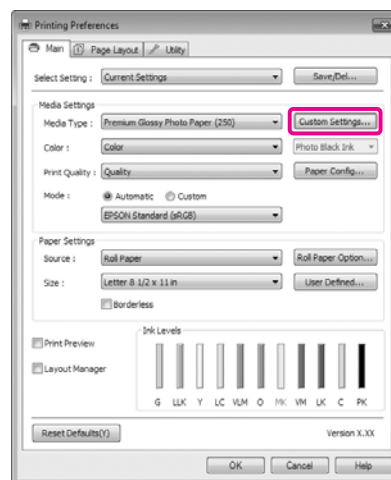 Printing Preferences
Main Page Layout Utility
Select Setting : Current Settings Save/Del...
Media Settings
Media Type : Premium Glossy Photo Paper (250) Custom Settings...
Color : Color Photo Black Ink
Print Quality : Quality Paper Config...
Mode : Automatic Custom
EPSON Standard (sRGB)
Paper Settings
Source : Roll Paper Roll Paper Option...
Size : Letter 8 1/2 x 11 in User Defined...
Borderless
Ink Levels
Print Preview
Layout Manager
G LLK Y LC VLM O MK VM LK C PK
Reset Defaults(Y) Version X.XX
OK Cancel Help